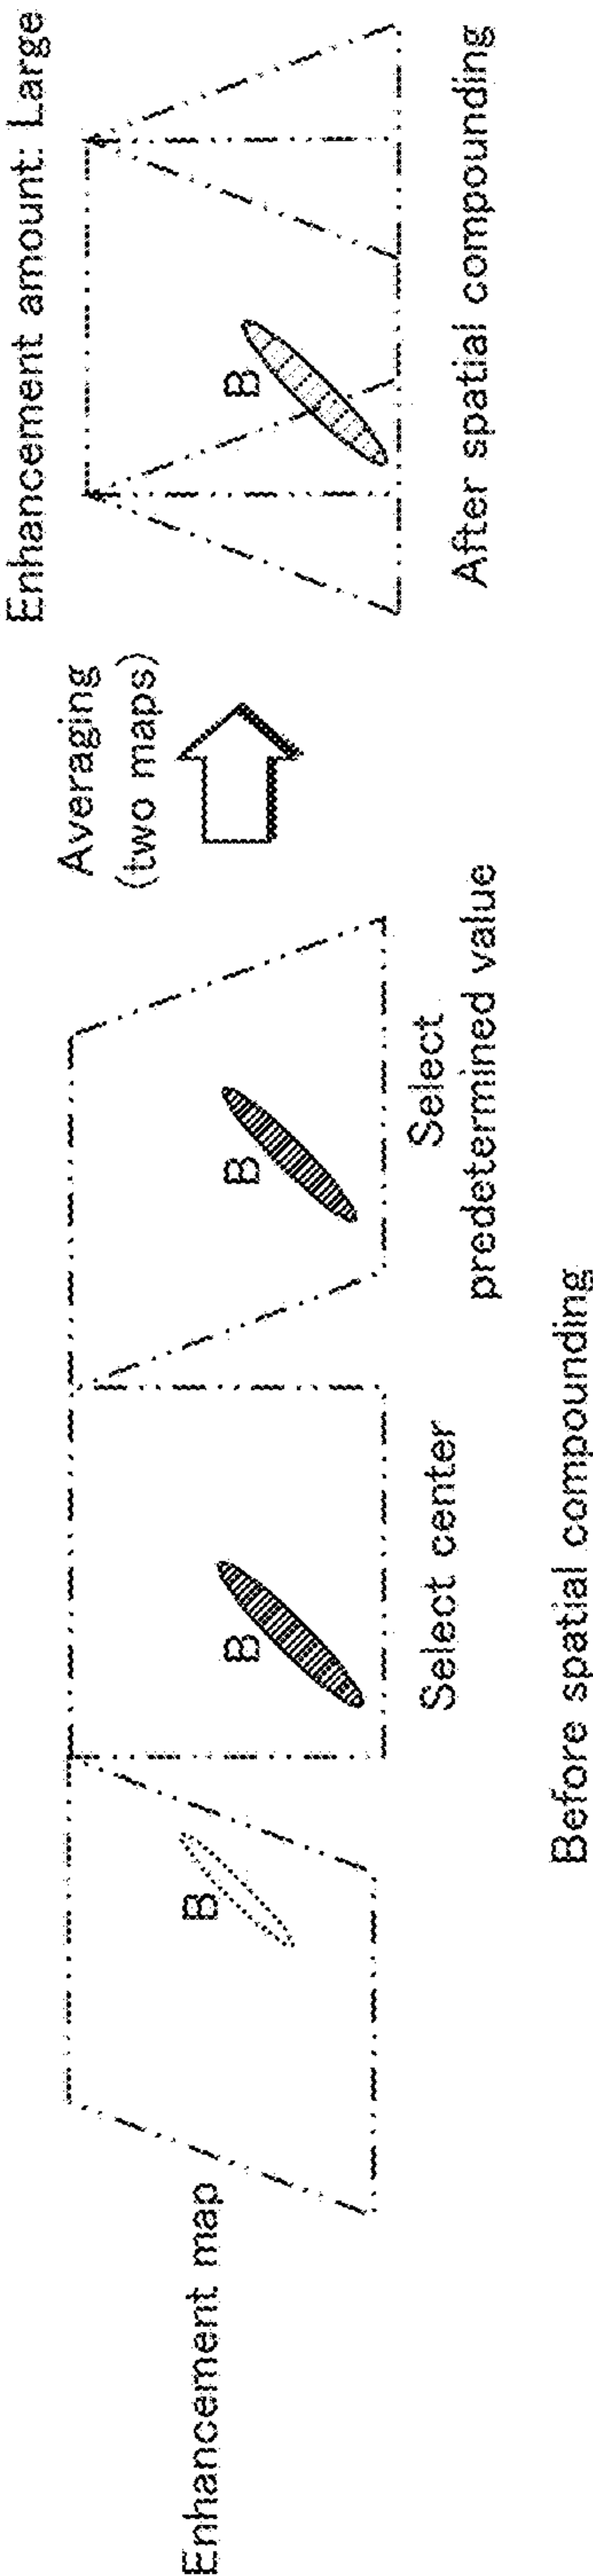 Enhancement map
B
B
B
Select center
Select
predetermined value
Before spatial compounding
Averaging
(two maps)
Enhancement amount: Large
B
After spatial compounding